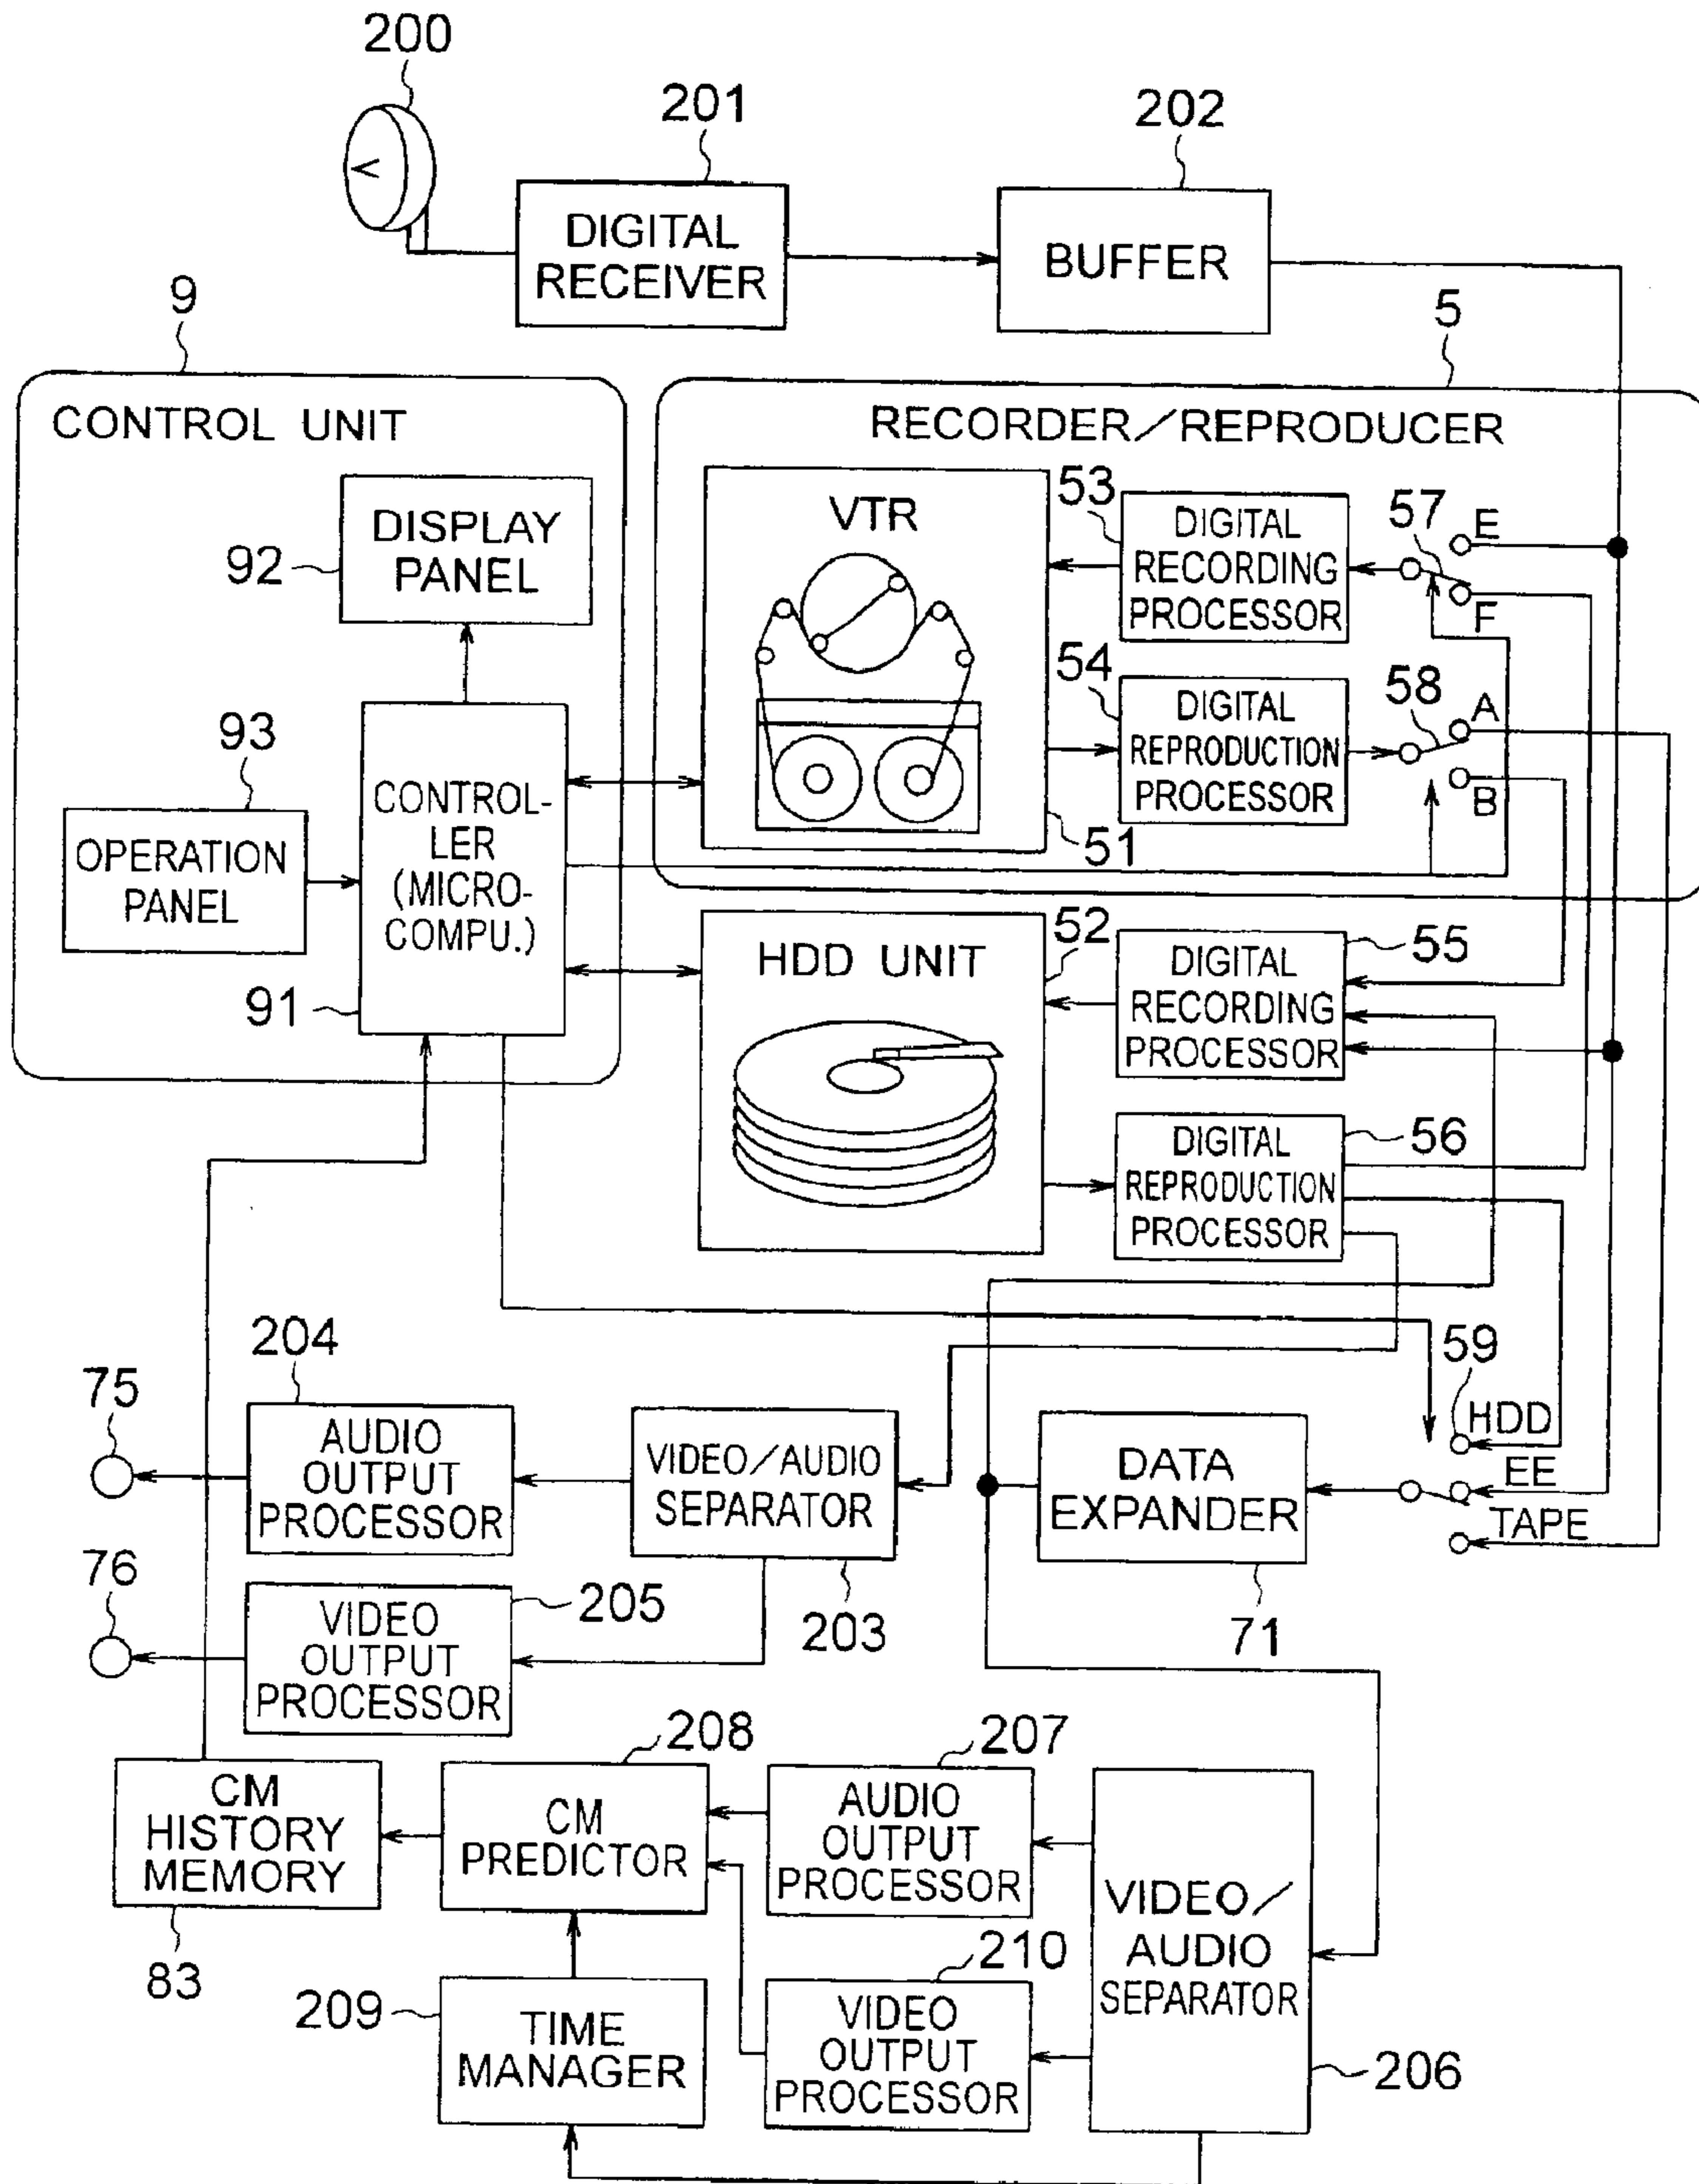 200
201
202
DIGITAL
RECEIVER
BUFFER
9
5
CONTROL UNIT
RECORDER/REPRODUCER
DISPLAY
PANEL
92
VTR
53
DIGITAL
RECORDING
PROCESSOR
57
E
F
54
DIGITAL
REPRODUCTION
PROCESSOR
58
A
B
51
93
OPERATION
PANEL
CONTROL-
LER
(MICRO-
COMPU.)
91
HDD UNIT
52
DIGITAL
RECORDING
PROCESSOR
55
DIGITAL
REPRODUCTION
PROCESSOR
56
204
75
AUDIO
OUTPUT
PROCESSOR
VIDEO/AUDIO
SEPARATOR
203
DATA
EXPANDER
71
59
HDD
EE
TAPE
76
VIDEO
OUTPUT
PROCESSOR
205
CM
HISTORY
MEMORY
83
208
CM
PREDICTOR
207
AUDIO
OUTPUT
PROCESSOR
VIDEO/
AUDIO
SEPARATOR
206
209
TIME
MANAGER
210
VIDEO
OUTPUT
PROCESSOR